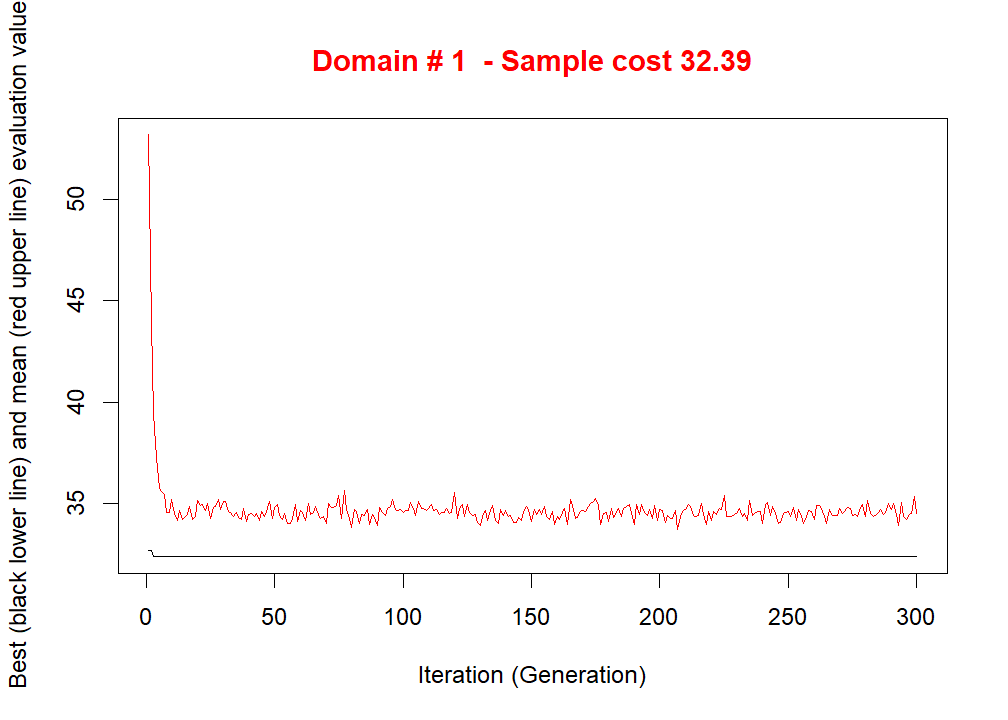 Domain # 1  - Sample cost 32.39
Best (black lower line) and mean (red upper line) evaluation value
50
45
40
35
0 50 100 150 200 250 300
Iteration (Generation)